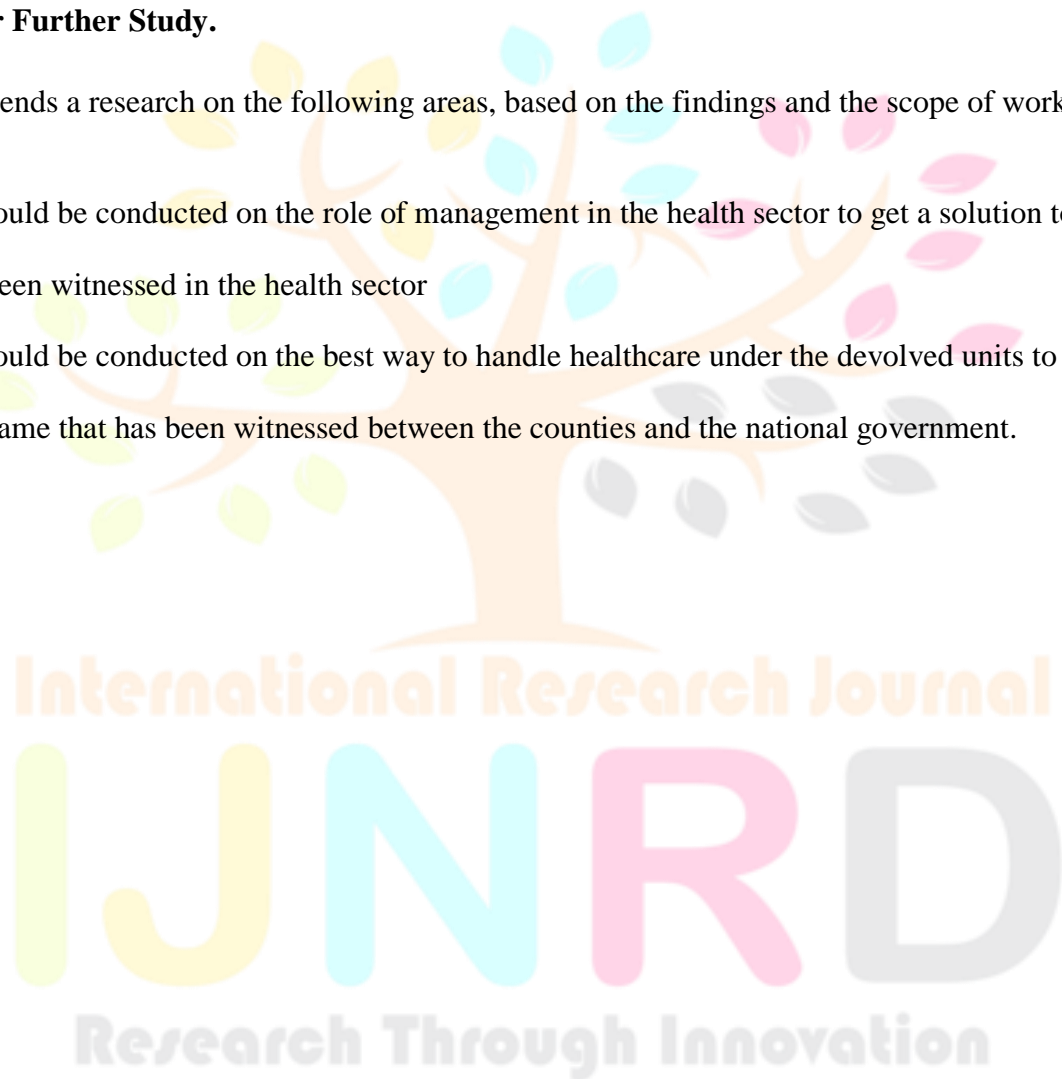 r Further Study.
ends a research on the following areas, based on the findings and the scope of work
ould be conducted on the role of management in the health sector to get a solution t
een witnessed in the health sector
ould be conducted on the best way to handle healthcare under the devolved units to
ame that has been witnessed between the counties and the national government.
International Research Journal
IJNRD
Research Through Innovation